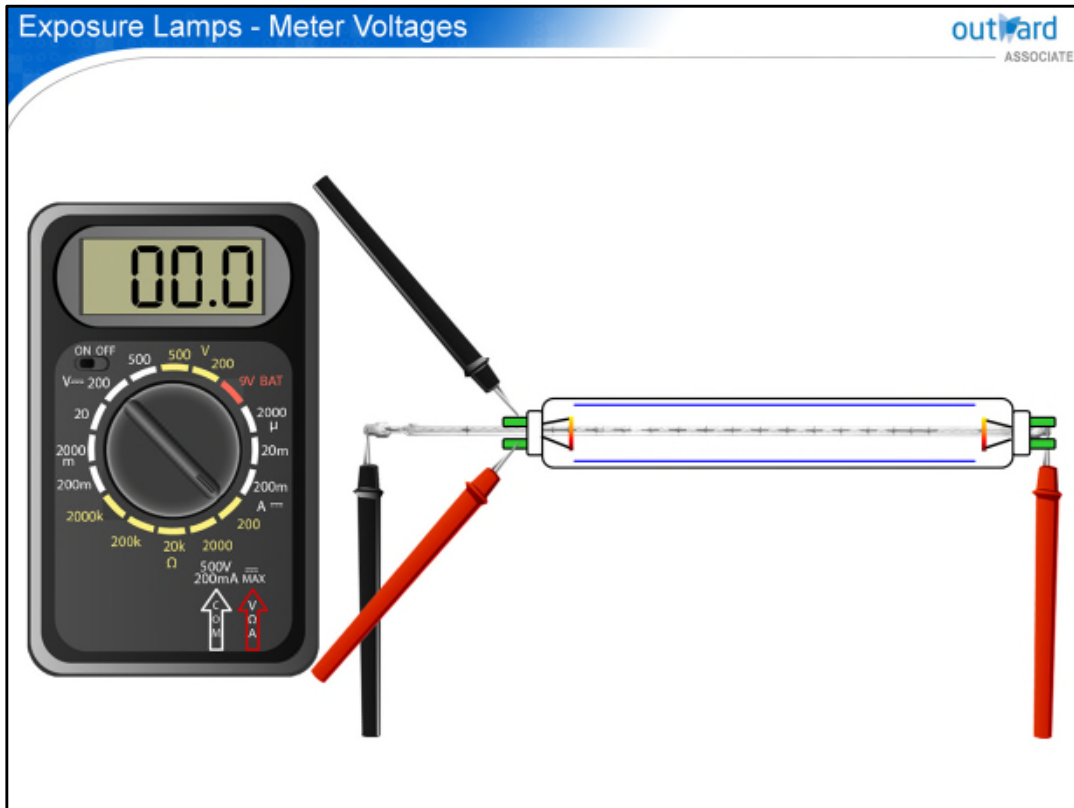 Exposure Lamps - Meter Voltages
outward
ASSOCIATE
00.0
ON OFF
500
500
V
200
V⎓ 200
9V BAT
20
2000
µ
2000
m
20m
200m
200m
A ⎓
2000k
200
200k
20k
2000
Ω
500V
200mA
⎓
MAX
COM
VΩA